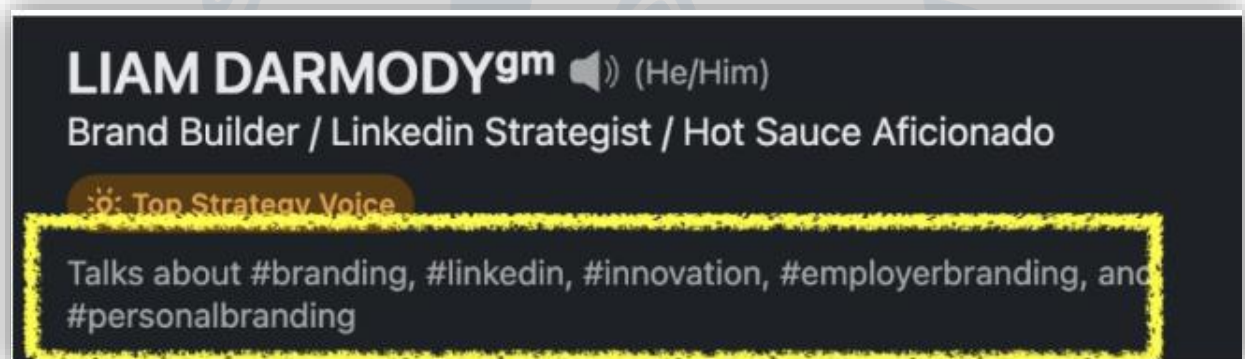 LIAM DARMODYgm (He/Him)
Brand Builder / Linkedin Strategist / Hot Sauce Aficionado
Top Strategy Voice
Talks about #branding, #linkedin, #innovation, #employerbranding, and
#personalbranding